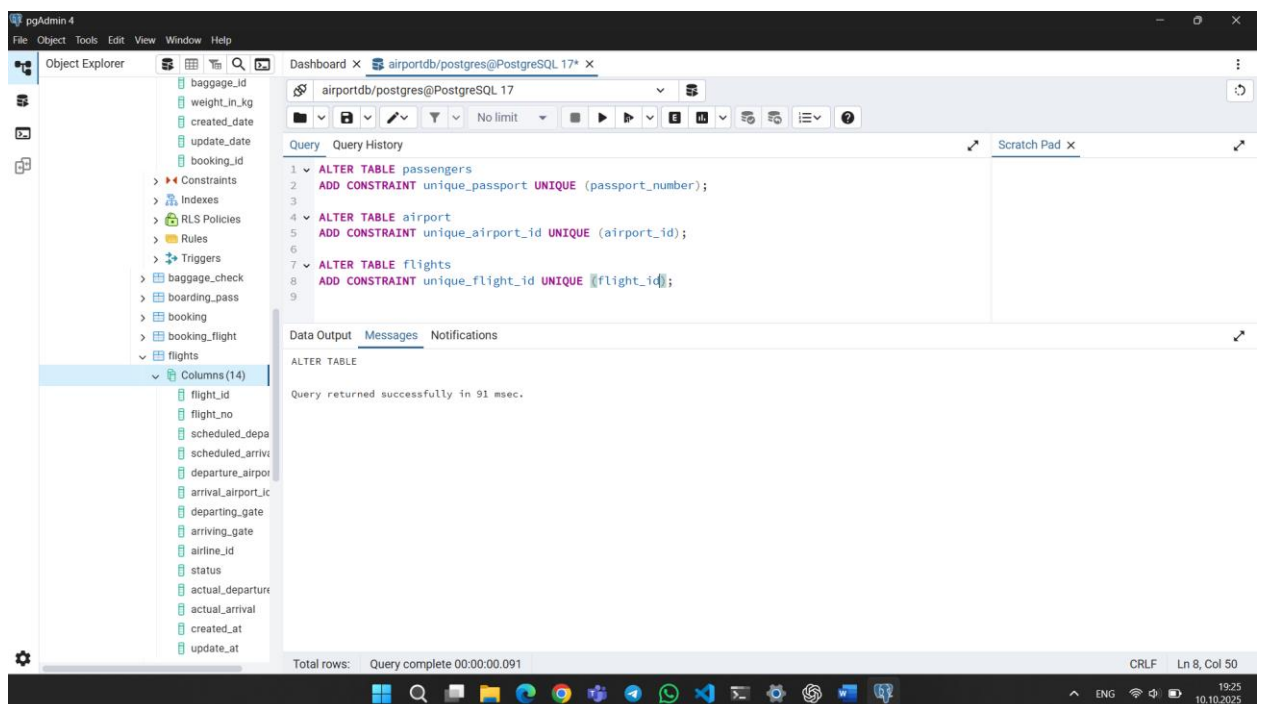 pgAdmin 4
File Object Tools Edit View Window Help
Object Explorer
baggage_id
weight_in_kg
created_date
update_date
booking_id
Constraints
Indexes
RLS Policies
Rules
Triggers
baggage_check
boarding_pass
booking
booking_flight
flights
Columns (14)
flight_id
flight_no
scheduled_depa
scheduled_arriva
departure_airpor
arrival_airport_ic
departing_gate
arriving_gate
airline_id
status
actual_departure
actual_arrival
created_at
update_at
Dashboard airportdb/postgres@PostgreSQL 17*
airportdb/postgres@PostgreSQL 17
No limit
Query Query History
Scratch Pad
1 ALTER TABLE passengers
2 ADD CONSTRAINT unique_passport UNIQUE (passport_number);
3
4 ALTER TABLE airport
5 ADD CONSTRAINT unique_airport_id UNIQUE (airport_id);
6
7 ALTER TABLE flights
8 ADD CONSTRAINT unique_flight_id UNIQUE (flight_id);
9
Data Output Messages Notifications
ALTER TABLE
Query returned successfully in 91 msec.
Total rows: Query complete 00:00:00.091 CRLF Ln 8, Col 50
ENG 19:25
10.10.2025